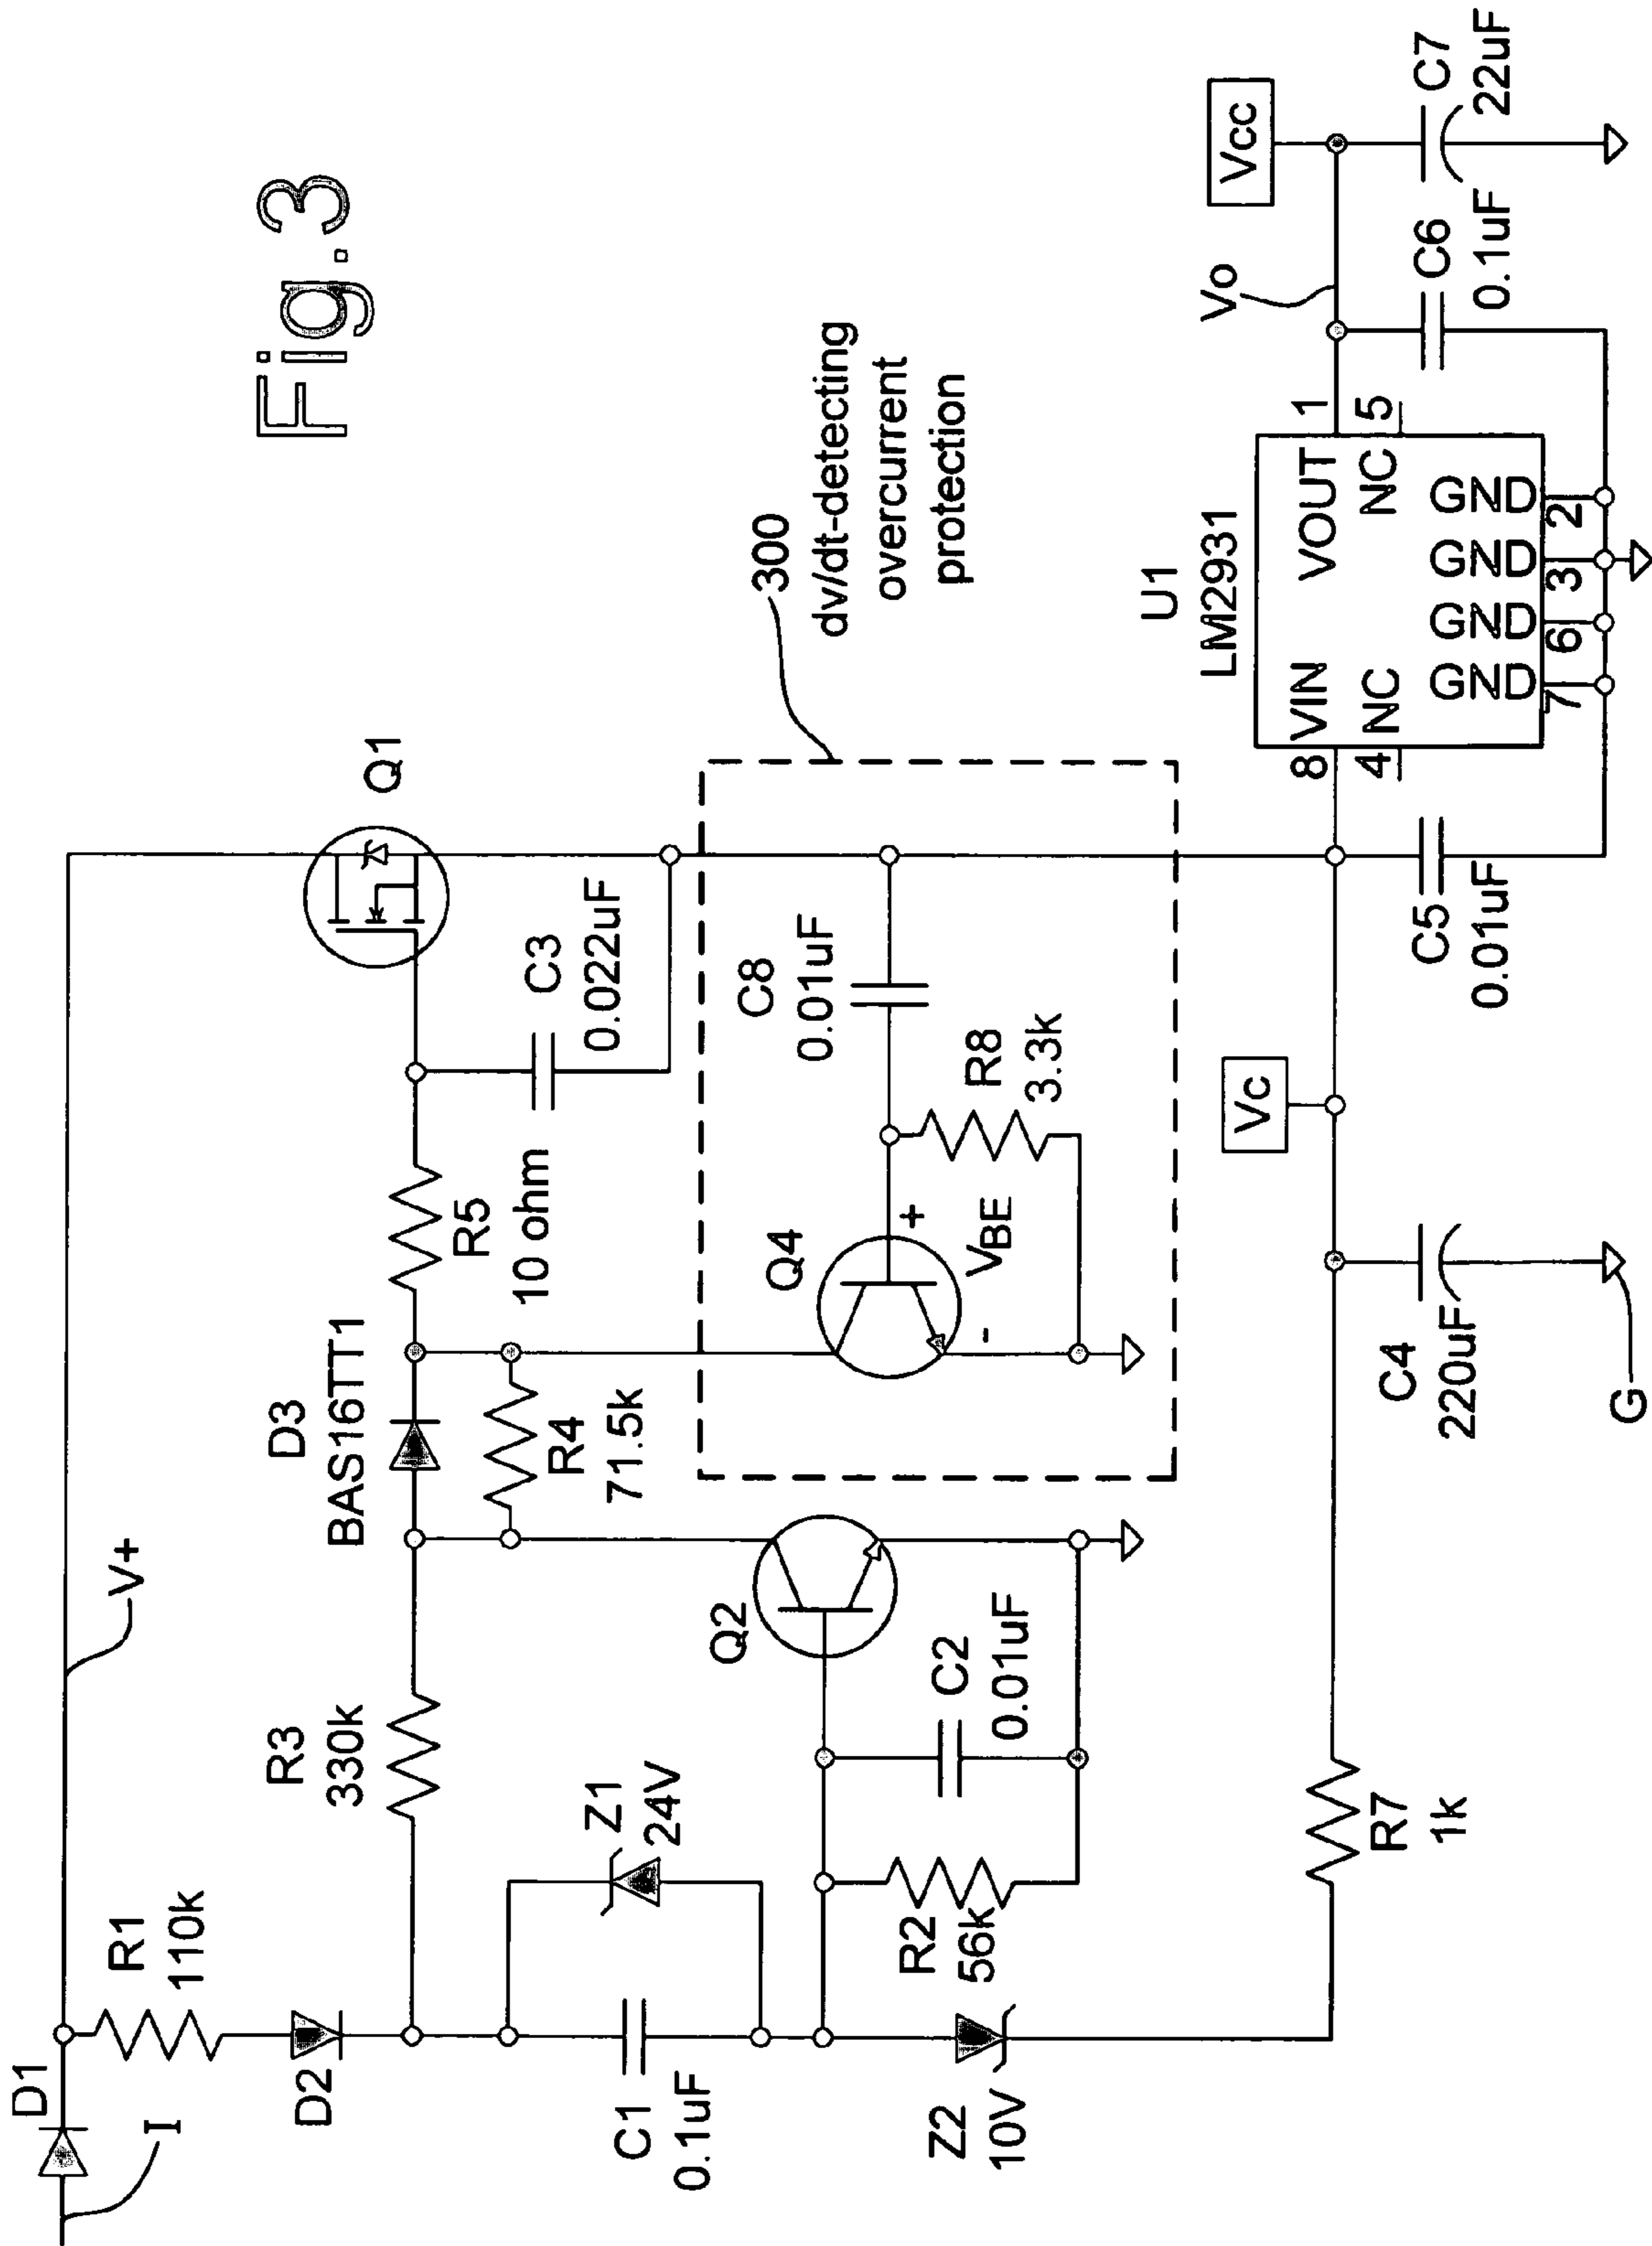 Fig.3
D1
I
V+
R1
110k
D2
R3
330k
D3
BAS16TT1
R4
71.5k
R5
10 ohm
Q1
C3
0.022uF
C1
0.1uF
Z1
24V
Q2
C2
0.01uF
R2
56k
Z2
10V
Q4
+
VBE
-
C8
0.01uF
R8
3.3k
300
dv/dt-detecting
overcurrent
protection
R7
1k
Vc
C4
220uF
G
C5
0.01uF
U1
LM2931
8
VIN
VOUT
1
4
NC
NC
5
GND
GND
GND
GND
7
6
3
2
Vo
Vcc
C6
0.1uF
C7
22uF